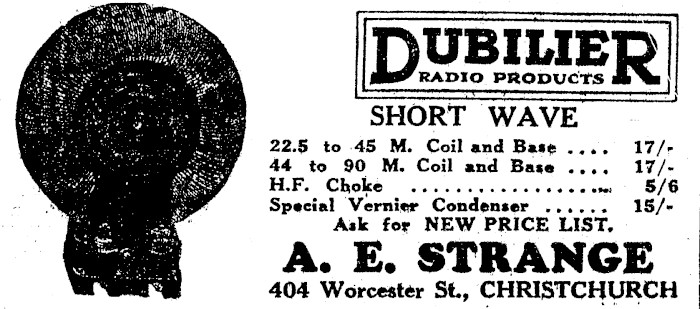 DUBILIER
RADIO PRODUCTS
SHORT WAVE
22.5 to 45 M. Coil and Base .... 17/-
44 to 90 M. Coil and Base .... 17/-
H.F. Choke .................... 5/6
Special Vernier Condenser ...... 15/-
Ask for NEW PRICE LIST.
A. E. STRANGE
404 Worcester St., CHRISTCHURCH